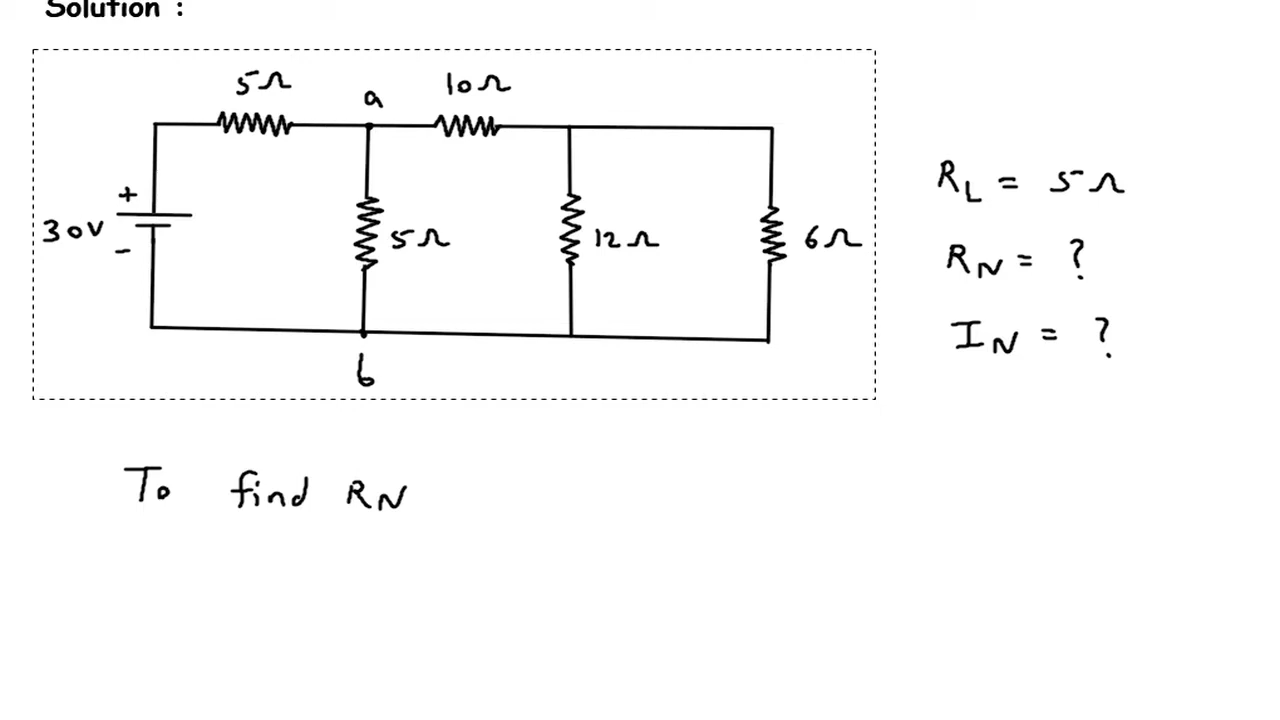 Solution :
5Ω
a
10Ω
+
30V
-
5Ω
12Ω
6Ω
b
RL = 5Ω
RN = ?
IN = ?
To find RN